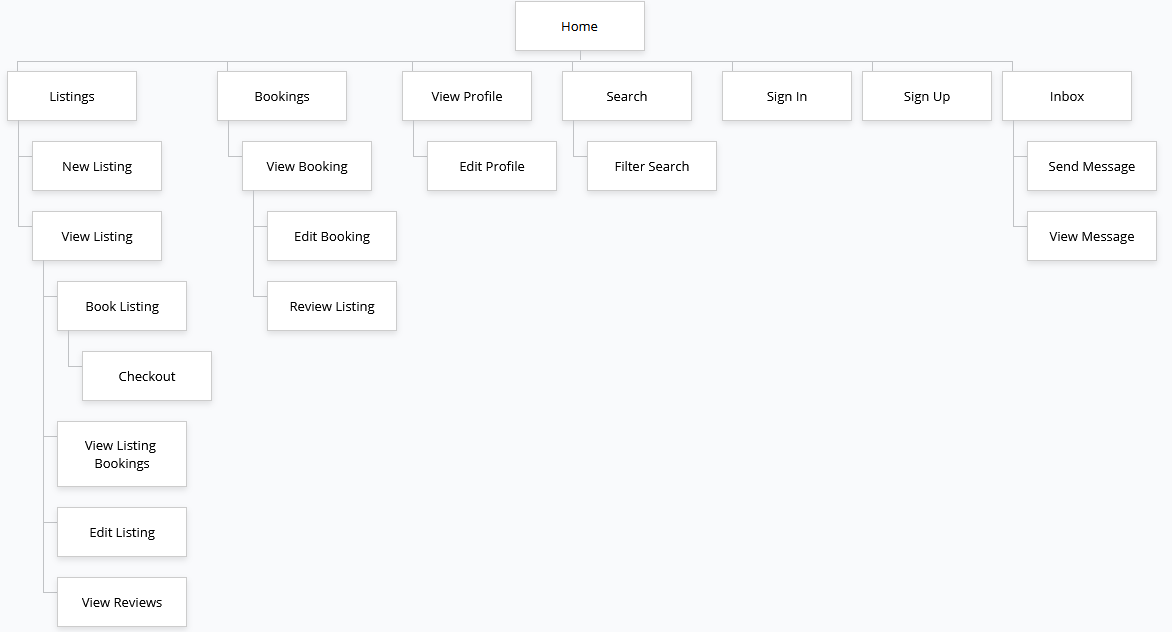 Home
Listings
Bookings
View Profile
Search
Sign In
Sign Up
Inbox
New Listing
View Booking
Edit Profile
Filter Search
Send Message
View Listing
Edit Booking
View Message
Book Listing
Review Listing
Checkout
View Listing
Bookings
Edit Listing
View Reviews